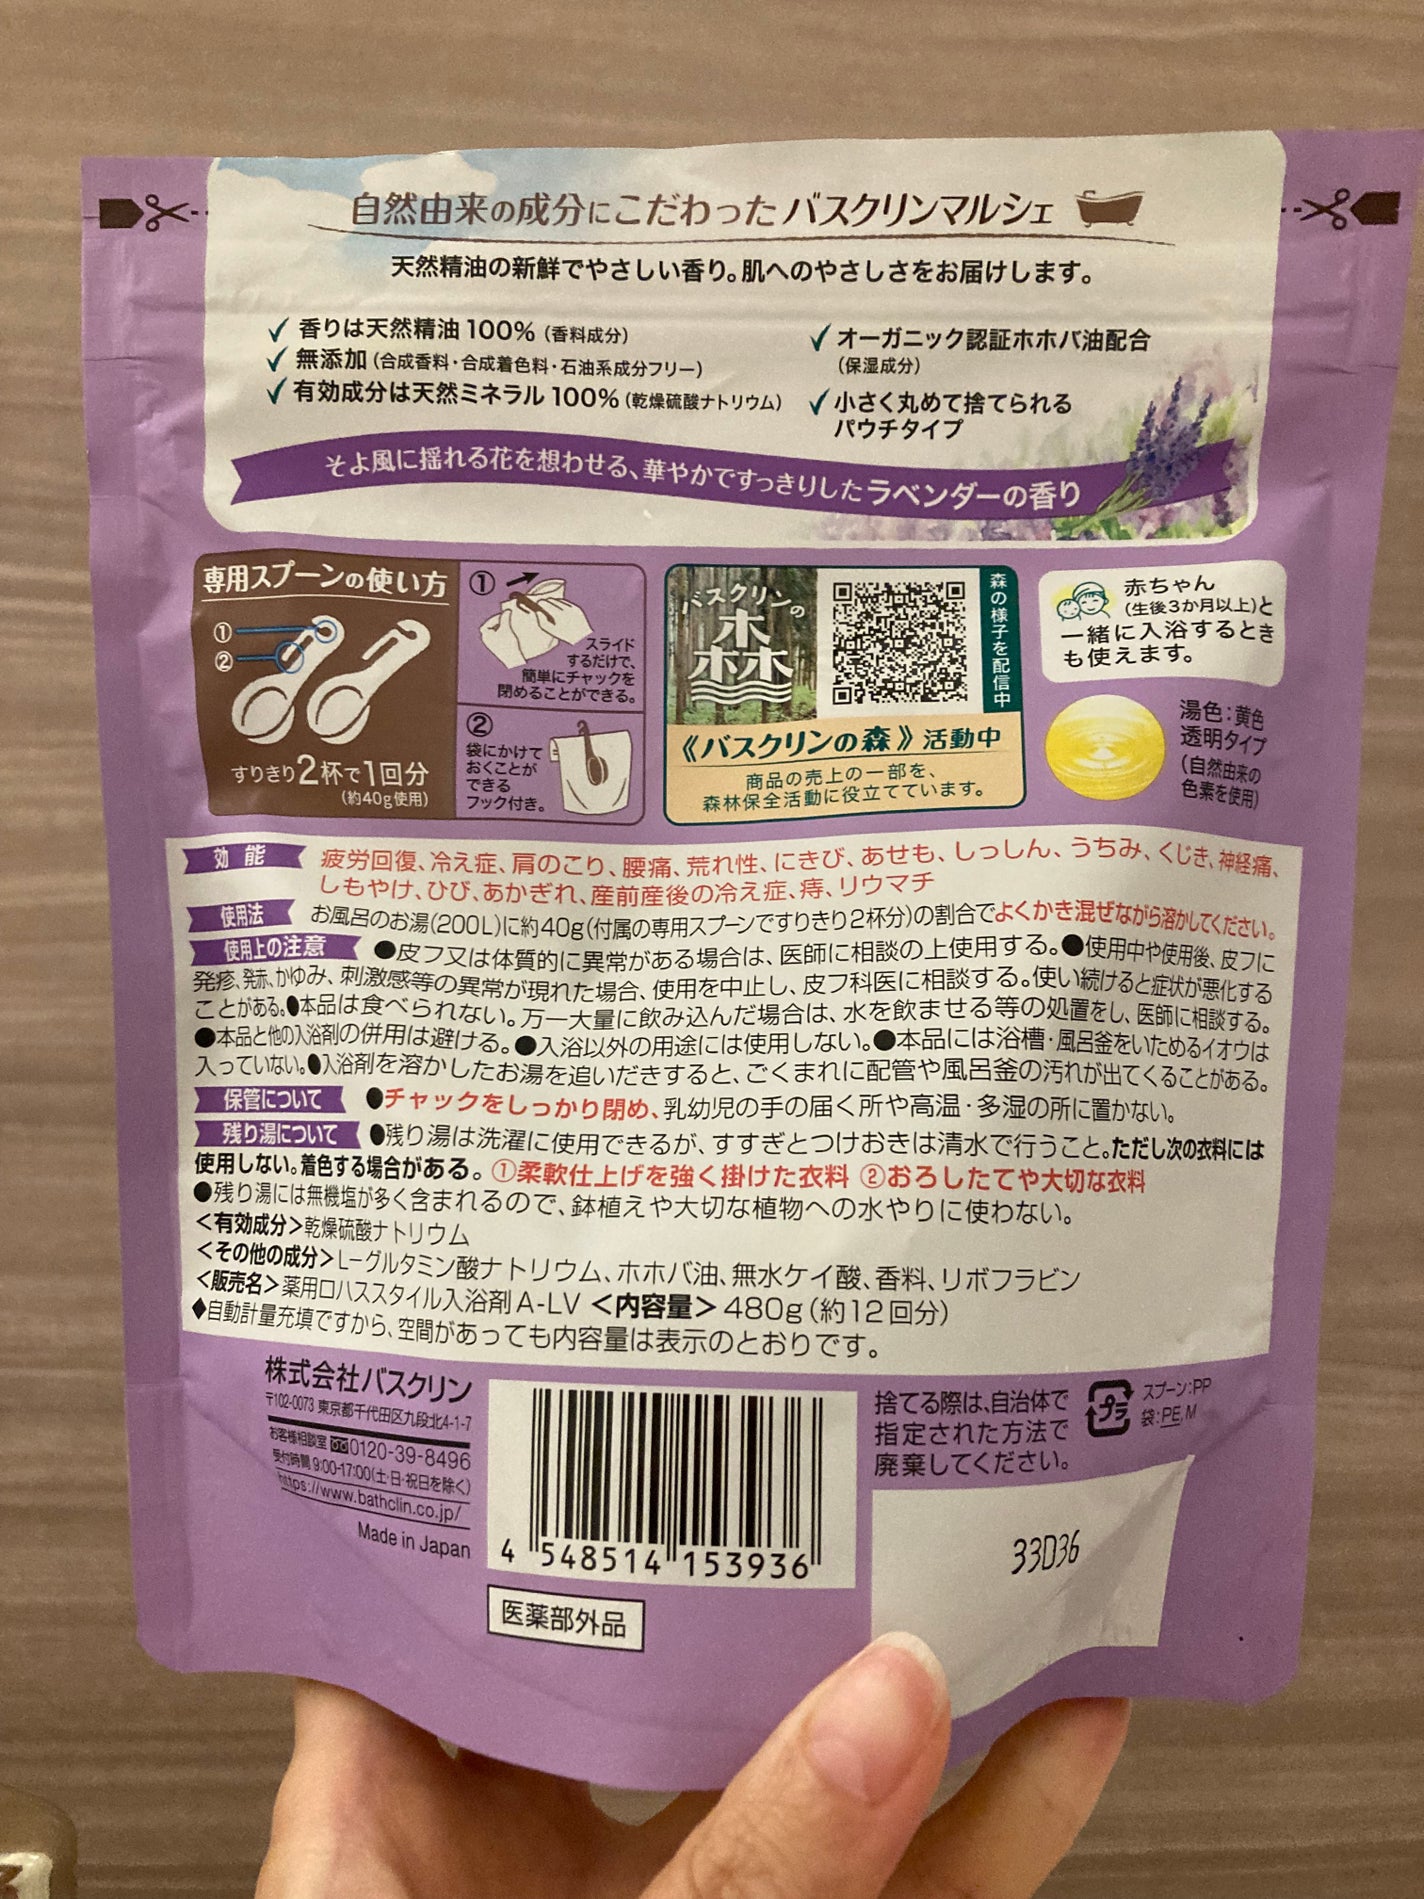 自然由来の成分にこだわったバスクリンマルシェ
天然精油の新鮮でやさしい香り。肌へのやさしさをお届けします。
✓ 香りは天然精油100%（香料成分）
✓ 無添加（合成香料・合成着色料・石油系成分フリー）
✓ 有効成分は天然ミネラル100%（乾燥硫酸ナトリウム）
✓ オーガニック認証ホホバ油配合
（保湿成分）
✓ 小さく丸めて捨てられる
パウチタイプ
そよ風に揺れる花を想わせる、華やかですっきりしたラベンダーの香り
専用スプーンの使い方
①
②
すりきり2杯で1回分
（約40g使用）
①
スライド
するだけで、
簡単にチャックを
閉めることができる。
②
袋にかけて
おくことが
できる
フック付き。
バスクリンの
森
森の様子を配信中
《バスクリンの森》活動中
商品の売上の一部を、
森林保全活動に役立てています。
赤ちゃん
（生後3か月以上）と
一緒に入浴するとき
も使えます。
湯色：黄色
透明タイプ
（自然由来の
色素を使用）
効能 疲労回復、冷え症、肩のこり、腰痛、荒れ性、にきび、あせも、しっしん、うちみ、くじき、神経痛、
しもやけ、ひび、あかぎれ、産前産後の冷え症、痔、リウマチ
使用法 お風呂のお湯(200L)に約40g(付属の専用スプーンですりきり2杯分)の割合でよくかき混ぜながら溶かしてください。
使用上の注意 ●皮フ又は体質的に異常がある場合は、医師に相談の上使用する。●使用中や使用後、皮フに
発疹、発赤、かゆみ、刺激感等の異常が現れた場合、使用を中止し、皮フ科医に相談する。使い続けると症状が悪化する
ことがある。●本品は食べられない。万一大量に飲み込んだ場合は、水を飲ませる等の処置をし、医師に相談する。
●本品と他の入浴剤の併用は避ける。●入浴以外の用途には使用しない。●本品には浴槽・風呂釜をいためるイオウは
入っていない。●入浴剤を溶かしたお湯を追いだきすると、ごくまれに配管や風呂釜の汚れが出てくることがある。
保管について ●チャックをしっかり閉め、乳幼児の手の届く所や高温・多湿の所に置かない。
残り湯について ●残り湯は洗濯に使用できるが、すすぎとつけおきは清水で行うこと。ただし次の衣料には
使用しない。着色する場合がある。①柔軟仕上げを強く掛けた衣料 ②おろしたてや大切な衣料
●残り湯には無機塩が多く含まれるので、鉢植えや大切な植物への水やりに使わない。
＜有効成分＞乾燥硫酸ナトリウム
＜その他の成分＞L-グルタミン酸ナトリウム、ホホバ油、無水ケイ酸、香料、リボフラビン
＜販売名＞薬用ロハススタイル入浴剤A-LV ＜内容量＞480g（約12回分）
◆自動計量充填ですから、空間があっても内容量は表示のとおりです。
株式会社バスクリン
〒102-0073 東京都千代田区九段北4-1-7
お客様相談室 0120-39-8496
受付時間 9:00-17:00(土・日・祝日を除く)
https://www.bathclin.co.jp/
Made in Japan
4 548514 153936
医薬部外品
捨てる際は、自治体で
指定された方法で
廃棄してください。
プラ
スプーン:PP
袋:PE,M
33D36